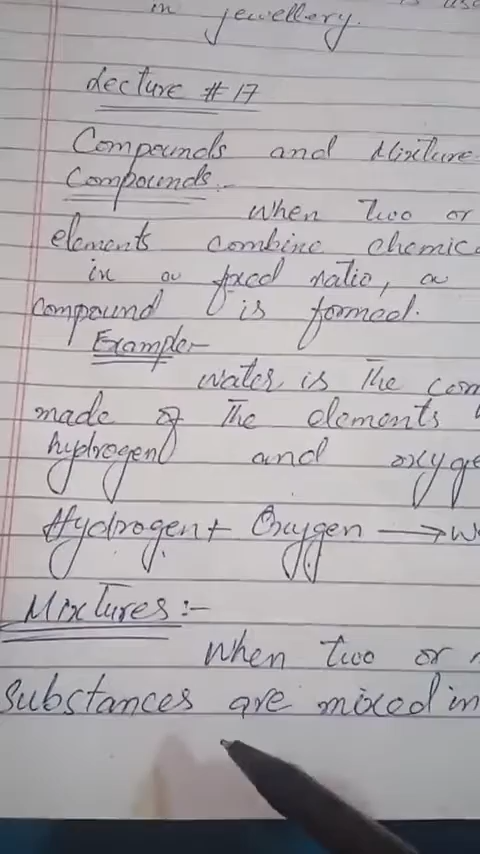 in jewellery.
Lecture # 17
Compounds and Mixture
Compounds:-
When two or
elements combine chemic
in a fixed ratio, a
compound is formed.
Example:-
water is The com
made of The elements
hydrogen and oxyge
Hydrogen + Oxygen → W
Mixtures :-
When two or
substances are mixed in